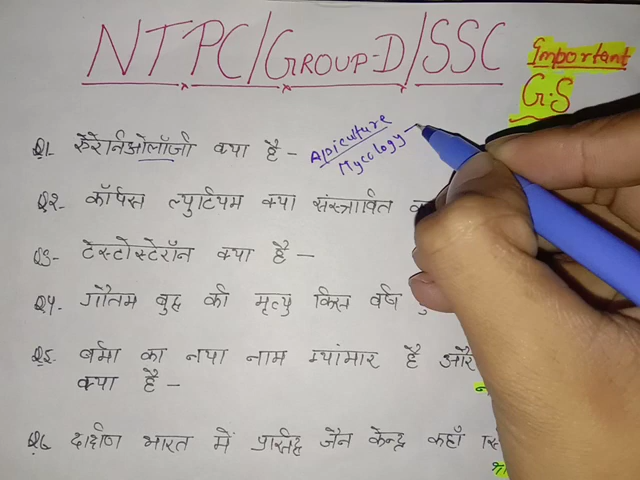 NTPC/GROUP-D/SSC
Important
G.S
Q1. फेरेनिओलॉजी क्या है -
Apiculture
Mycology -
Q2- कॉर्पस ल्युटियम क्या संस्त्रावित
Q3- टेस्टोस्टेरॉन क्या है -
Q4- गौतम बुद्ध की मृत्यु किस वर्ष
Q5- बर्मा का नया नाम म्यांमार है और
क्या है -
Q6 दक्षिण भारत में प्रसिद्ध जैन केन्द्र कहाँ